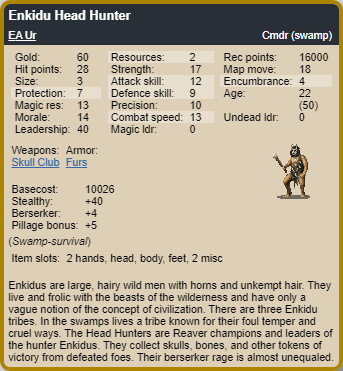 Enkidu Head Hunter
EA Ur Cmdr (swamp)
Gold: 60 Resources: 2 Rec points: 16000
Hit points: 28 Strength: 17 Map move: 18
Size: 3 Attack skill: 12 Encumbrance: 4
Protection: 7 Defence skill: 9 Age: 22
Magic res: 13 Precision: 10 (50)
Morale: 14 Combat speed: 13 Undead ldr: 0
Leadership: 40 Magic ldr: 0
Weapons: Armor:
Skull Club Furs
Basecost: 10026
Stealthy: +40
Berserker: +4
Pillage bonus: +5
(Swamp-survival)
Item slots: 2 hands, head, body, feet, 2 misc
Enkidus are large, hairy wild men with horns and unkempt hair. They
live and frolic with the beasts of the wilderness and have only a
vague notion of the concept of civilization. There are three Enkidu
tribes. In the swamps lives a tribe known for their foul temper and
cruel ways. The Head Hunters are Reaver champions and leaders of
the hunter Enkidus. They collect skulls, bones, and other tokens of
victory from defeated foes. Their berserker rage is almost unequaled.